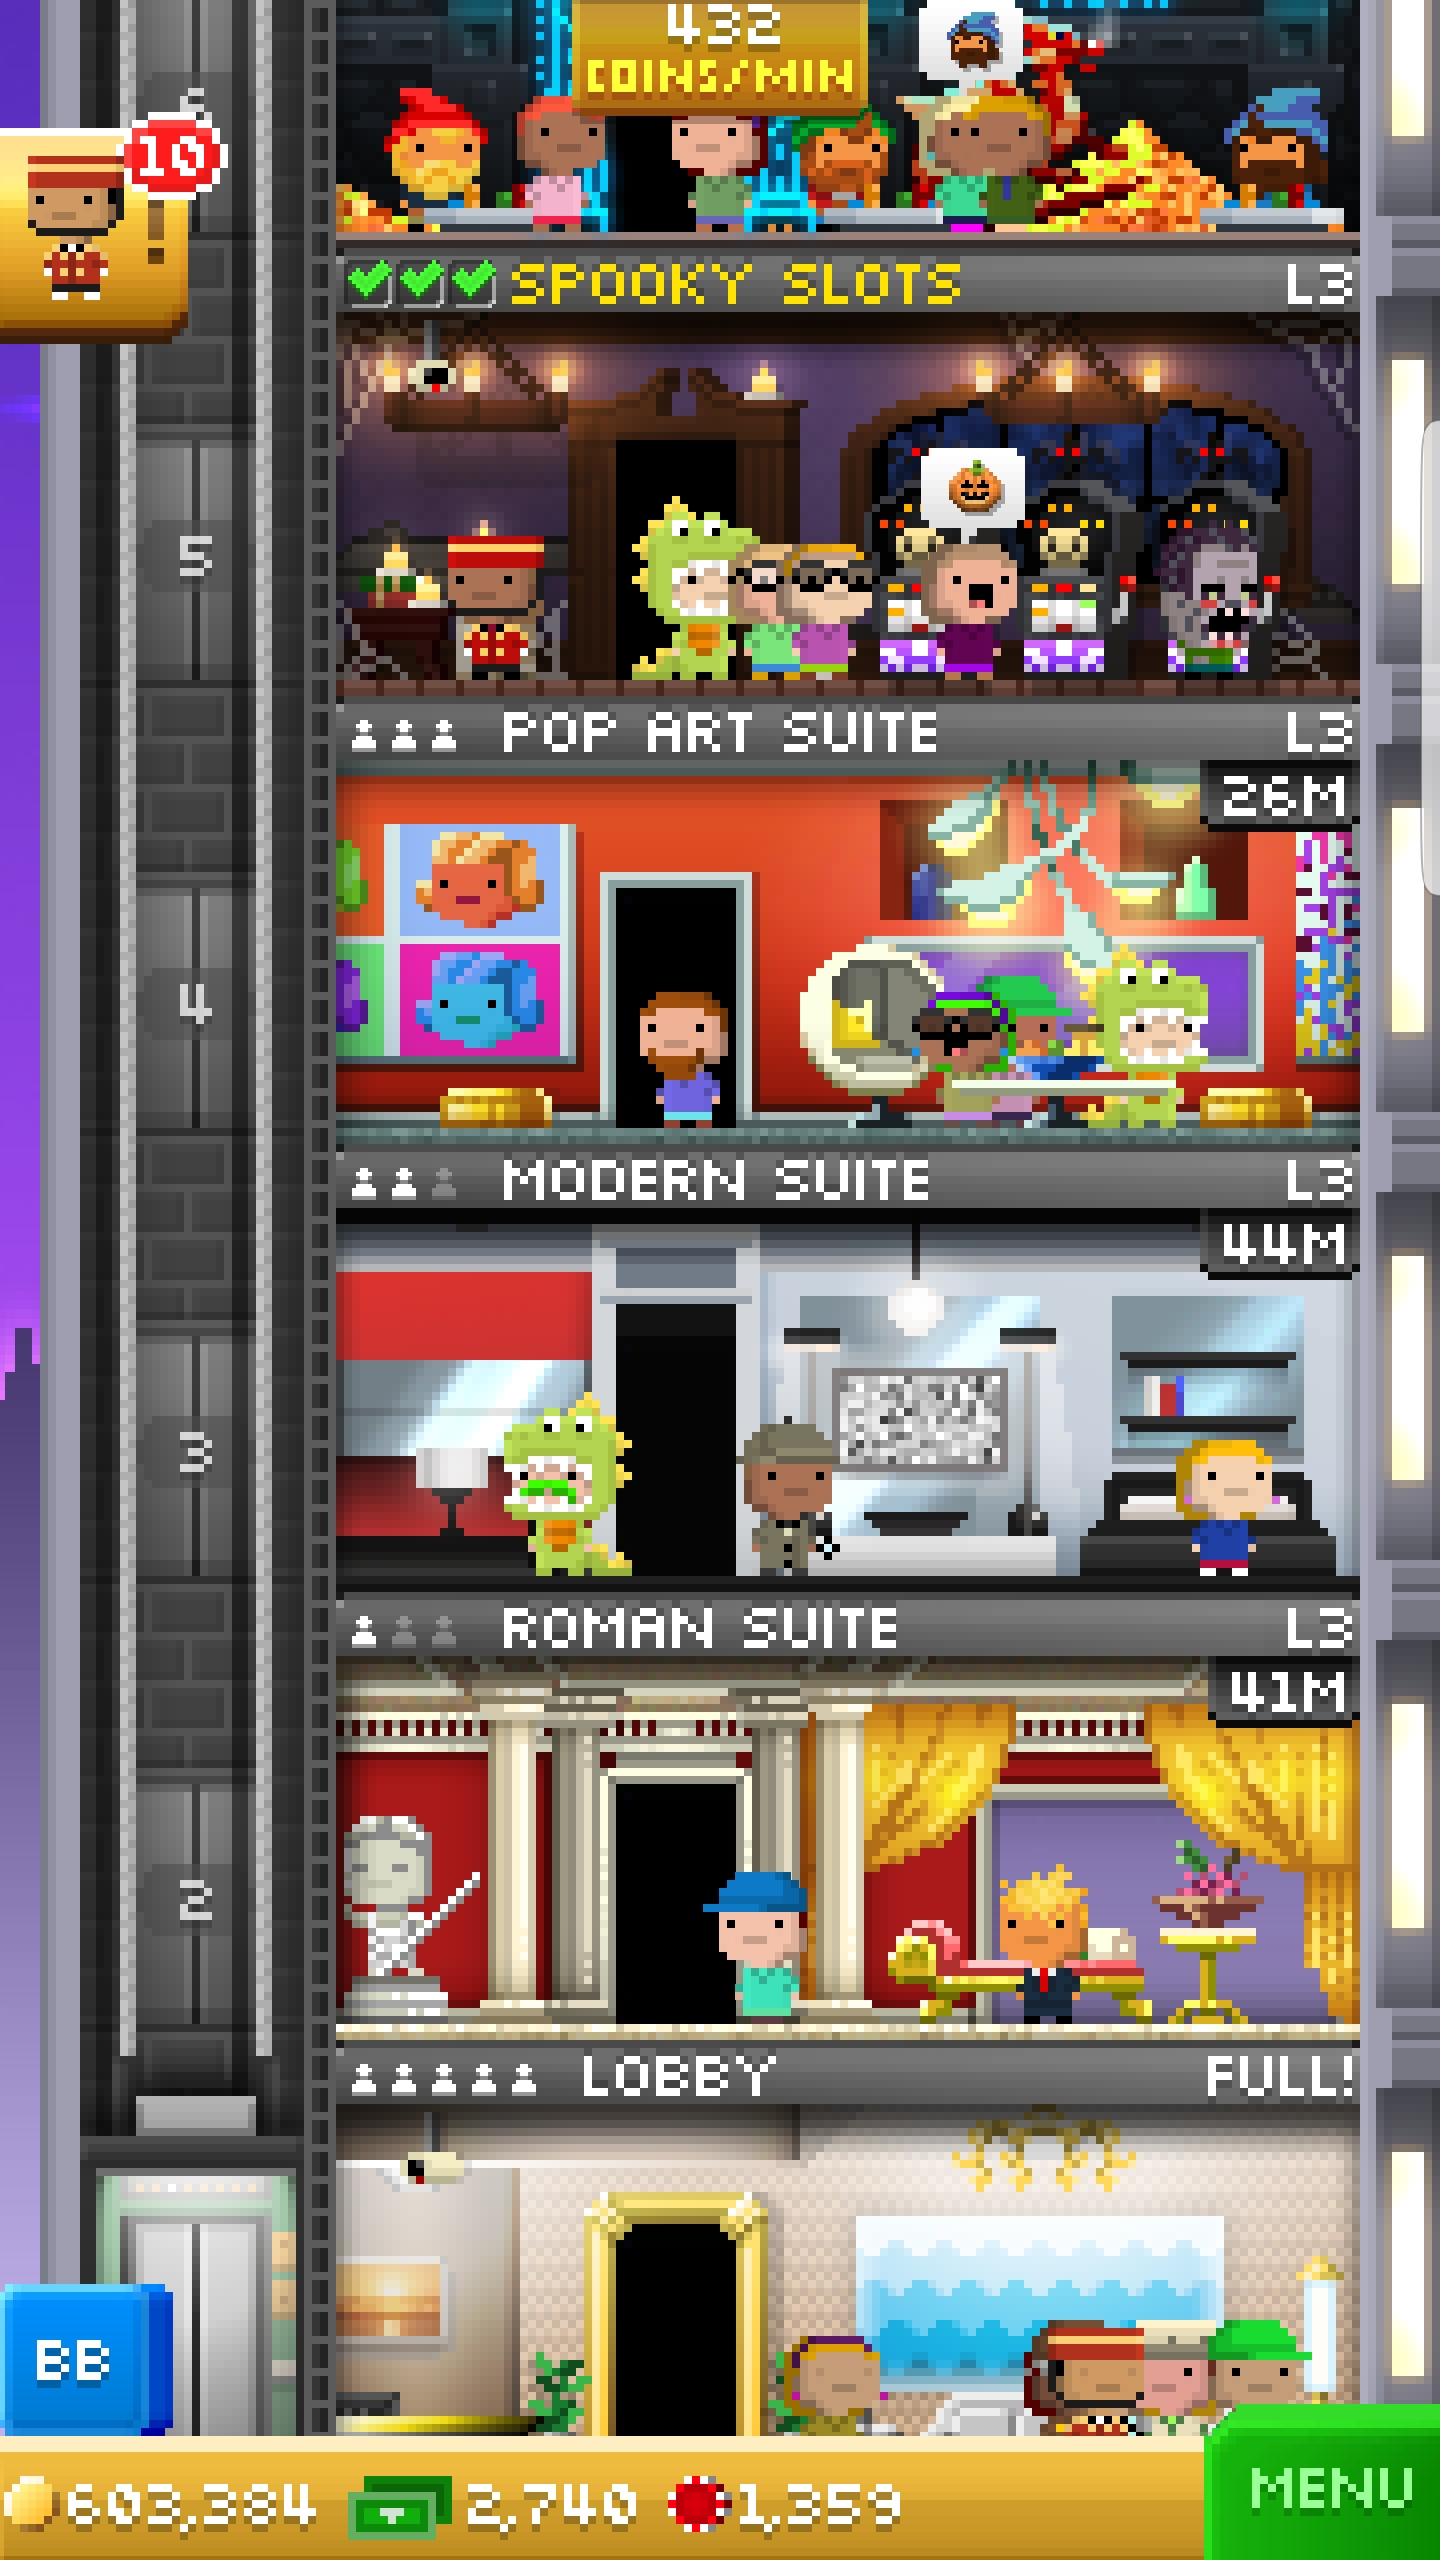 432
COINS/MIN
10
!
SPOOKY SLOTS L3
5
POP ART SUITE L3
26M
4
MODERN SUITE L3
44M
3
ROMAN SUITE L3
41M
2
LOBBY FULL!
BB
603,384 2,740 1,359
MENU